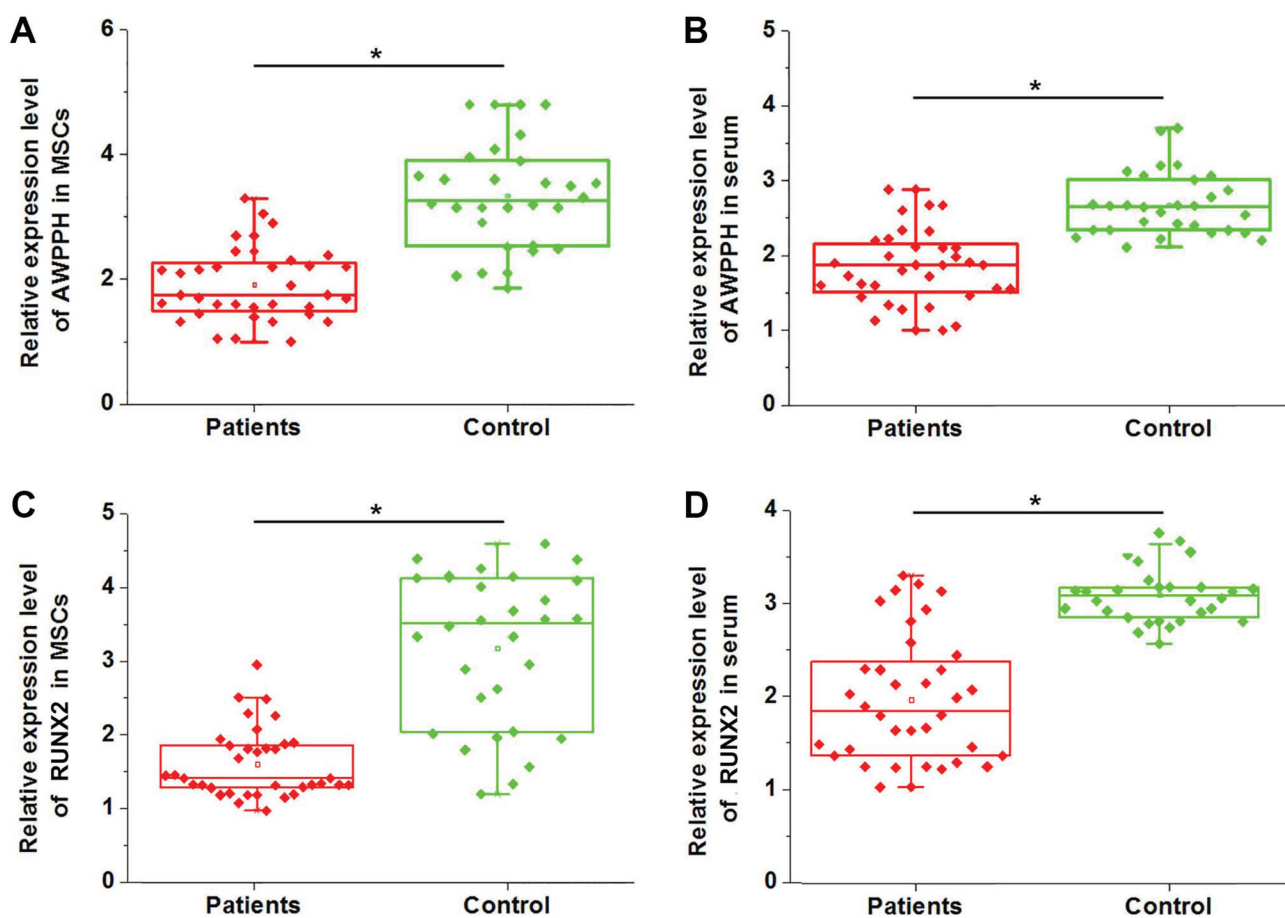 A
Relative expression level
of AWPPH in MSCs
6
4
2
0
*
Patients
Control
B
Relative expression level
of AWPPH in serum
5
4
3
2
1
0
*
Patients
Control
C
Relative expression level
of RUNX2 in MSCs
5
4
3
2
1
0
*
Patients
Control
D
Relative expression level
of RUNX2 in serum
4
3
2
1
0
*
Patients
Control